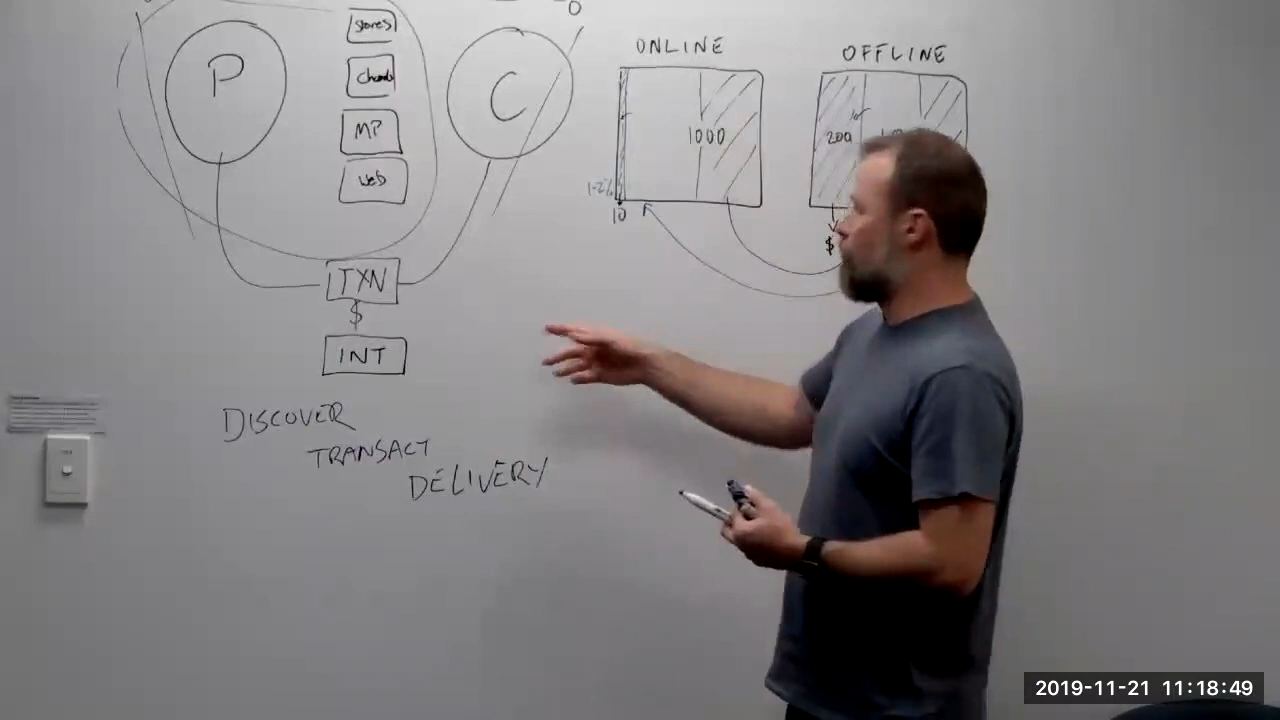 P
stores
MP
Web
C
TXN
$
INT
DISCOVER
TRANSACT
DELIVERY
ONLINE
1000
1-2%
10
OFFLINE
200
$
2019-11-21 11:18:49